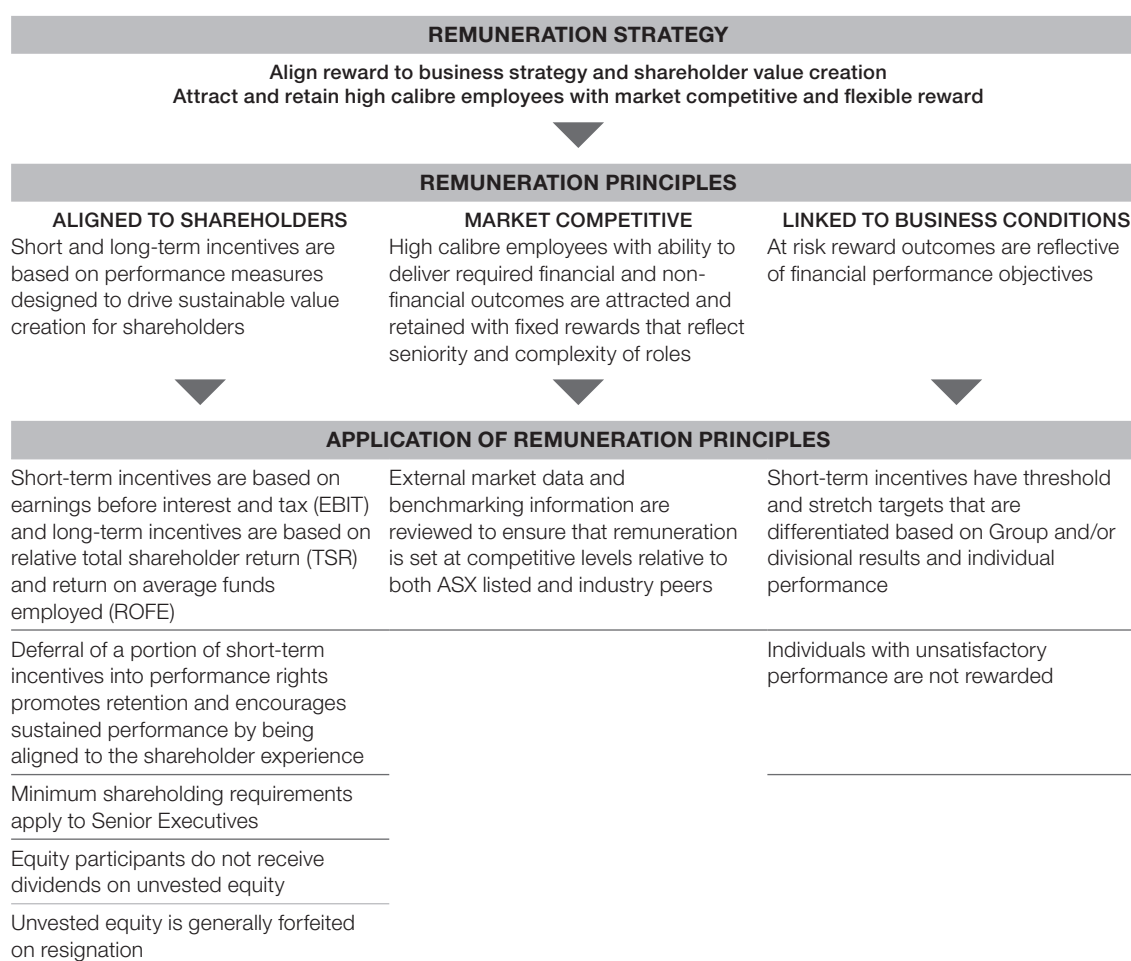 REMUNERATION STRATEGY
Align reward to business strategy and shareholder value creation
Attract and retain high calibre employees with market competitive and flexible reward
REMUNERATION PRINCIPLES
ALIGNED TO SHAREHOLDERS
Short and long-term incentives are
based on performance measures
designed to drive sustainable value
creation for shareholders
MARKET COMPETITIVE
High calibre employees with ability to
deliver required financial and non-
financial outcomes are attracted and
retained with fixed rewards that reflect
seniority and complexity of roles
LINKED TO BUSINESS CONDITIONS
At risk reward outcomes are reflective
of financial performance objectives
APPLICATION OF REMUNERATION PRINCIPLES
Short-term incentives are based on
earnings before interest and tax (EBIT)
and long-term incentives are based on
relative total shareholder return (TSR)
and return on average funds
employed (ROFE)
Deferral of a portion of short-term
incentives into performance rights
promotes retention and encourages
sustained performance by being
aligned to the shareholder experience
Minimum shareholding requirements
apply to Senior Executives
Equity participants do not receive
dividends on unvested equity
Unvested equity is generally forfeited
on resignation
External market data and
benchmarking information are
reviewed to ensure that remuneration
is set at competitive levels relative to
both ASX listed and industry peers
Short-term incentives have threshold
and stretch targets that are
differentiated based on Group and/or
divisional results and individual
performance
Individuals with unsatisfactory
performance are not rewarded